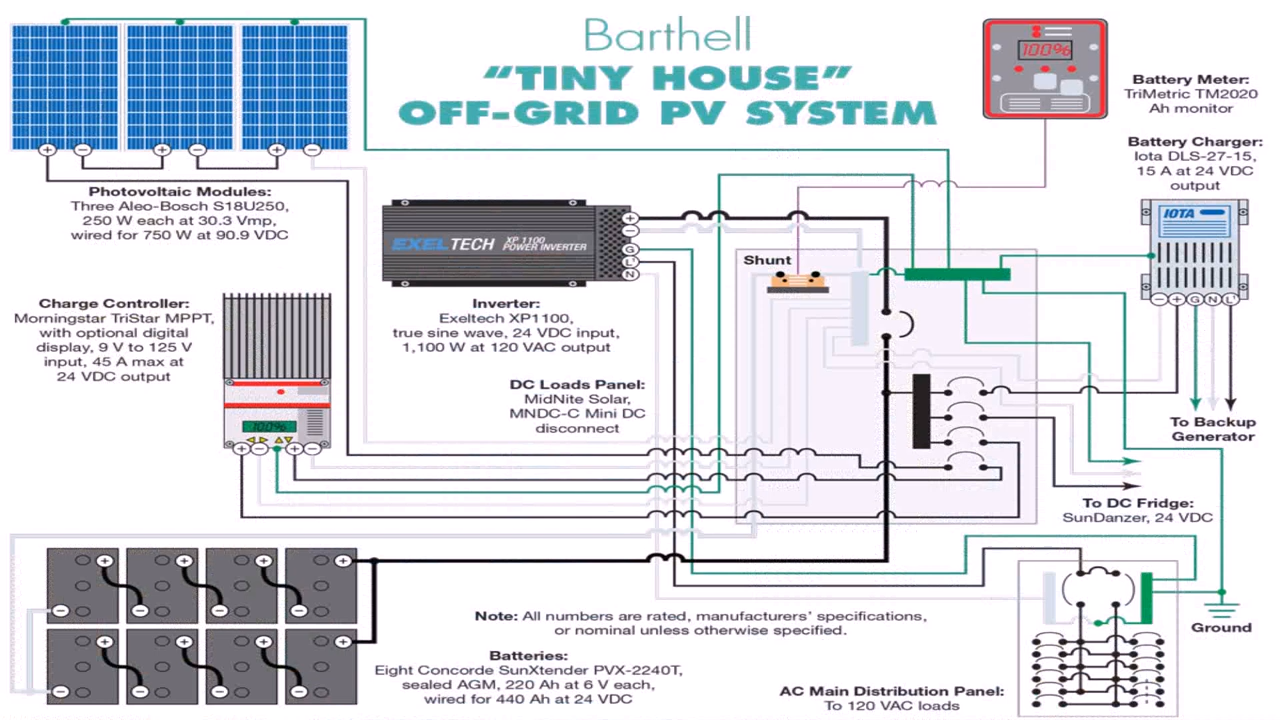 Barthell
“TINY HOUSE”
OFF-GRID PV SYSTEM
100%
Battery Meter:
TriMetric TM2020
Ah monitor
Battery Charger:
Iota DLS-27-15,
15 A at 24 VDC
output
IOTA
− + G N L1
To Backup
Generator
+ − + − + −
Photovoltaic Modules:
Three Aleo-Bosch S18U250,
250 W each at 30.3 Vmp,
wired for 750 W at 90.9 VDC
EXELTECH XP 1100
POWER INVERTER
+
−
G
L1
N
Inverter:
Exeltech XP1100,
true sine wave, 24 VDC input,
1,100 W at 120 VAC output
Shunt
Charge Controller:
Morningstar TriStar MPPT,
with optional digital
display, 9 V to 125 V
input, 45 A max at
24 VDC output
100%
+ − + −
DC Loads Panel:
MidNite Solar,
MNDC-C Mini DC
disconnect
To DC Fridge:
SunDanzer, 24 VDC
+ + + +
− − − −
+ + + +
− − − −
Note: All numbers are rated, manufacturers’ specifications,
or nominal unless otherwise specified.
Batteries:
Eight Concorde SunXtender PVX-2240T,
sealed AGM, 220 Ah at 6 V each,
wired for 440 Ah at 24 VDC
AC Main Distribution Panel:
To 120 VAC loads
Ground